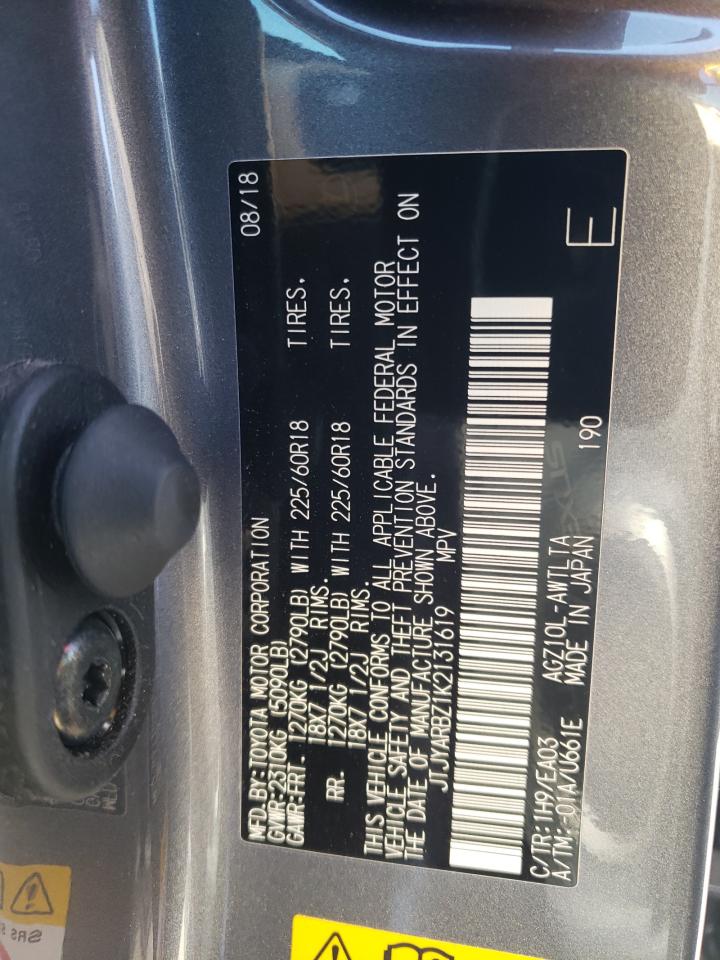 MFD.BY:TOYOTA MOTOR CORPORATION 08/18
GVWR:2310KG (5090LB)
GAWR:FRT. 1270KG (2790LB) WITH 225/60R18 TIRES.
18X7 1/2J RIMS.
RR. 1270KG (2790LB) WITH 225/60R18 TIRES.
18X7 1/2J RIMS.
THIS VEHICLE CONFORMS TO ALL APPLICABLE FEDERAL MOTOR
VEHICLE SAFETY AND THEFT PREVENTION STANDARDS IN EFFECT ON
THE DATE OF MANUFACTURE SHOWN ABOVE.
JTJYARBZ1K2131619 MPV
C/TR:1H9/EA03 AGZ10L-AWTLTA 190 E
A/TM:-01A/U661E MADE IN JAPAN
SRS